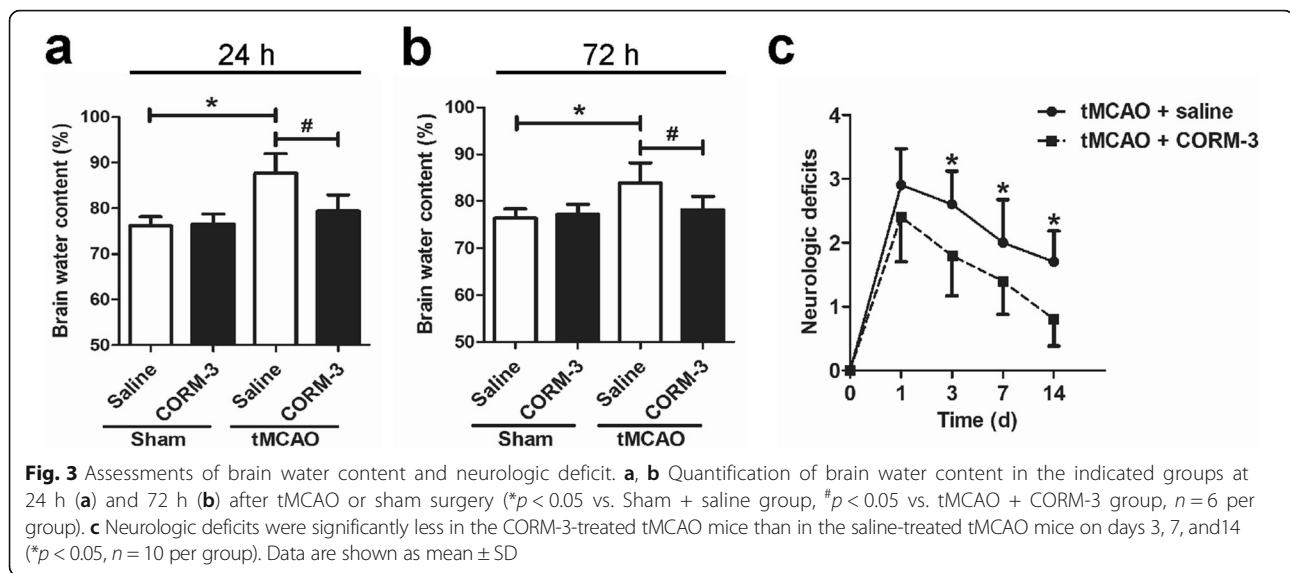 a
24 h
Brain water content (%)
100
90
80
70
60
50
*
#
Saline
CORM-3
Saline
CORM-3
Sham
tMCAO
b
72 h
Brain water content (%)
100
90
80
70
60
50
*
#
Saline
CORM-3
Saline
CORM-3
Sham
tMCAO
c
tMCAO + saline
tMCAO + CORM-3
Neurologic deficits
4
3
2
1
0
*
*
*
0 1 3 7 14
Time (d)
Fig. 3 Assessments of brain water content and neurologic deficit. a, b Quantification of brain water content in the indicated groups at
24 h (a) and 72 h (b) after tMCAO or sham surgery (*p < 0.05 vs. Sham + saline group, #p < 0.05 vs. tMCAO + CORM-3 group, n = 6 per
group). c Neurologic deficits were significantly less in the CORM-3-treated tMCAO mice than in the saline-treated tMCAO mice on days 3, 7, and14
(*p < 0.05, n = 10 per group). Data are shown as mean ± SD